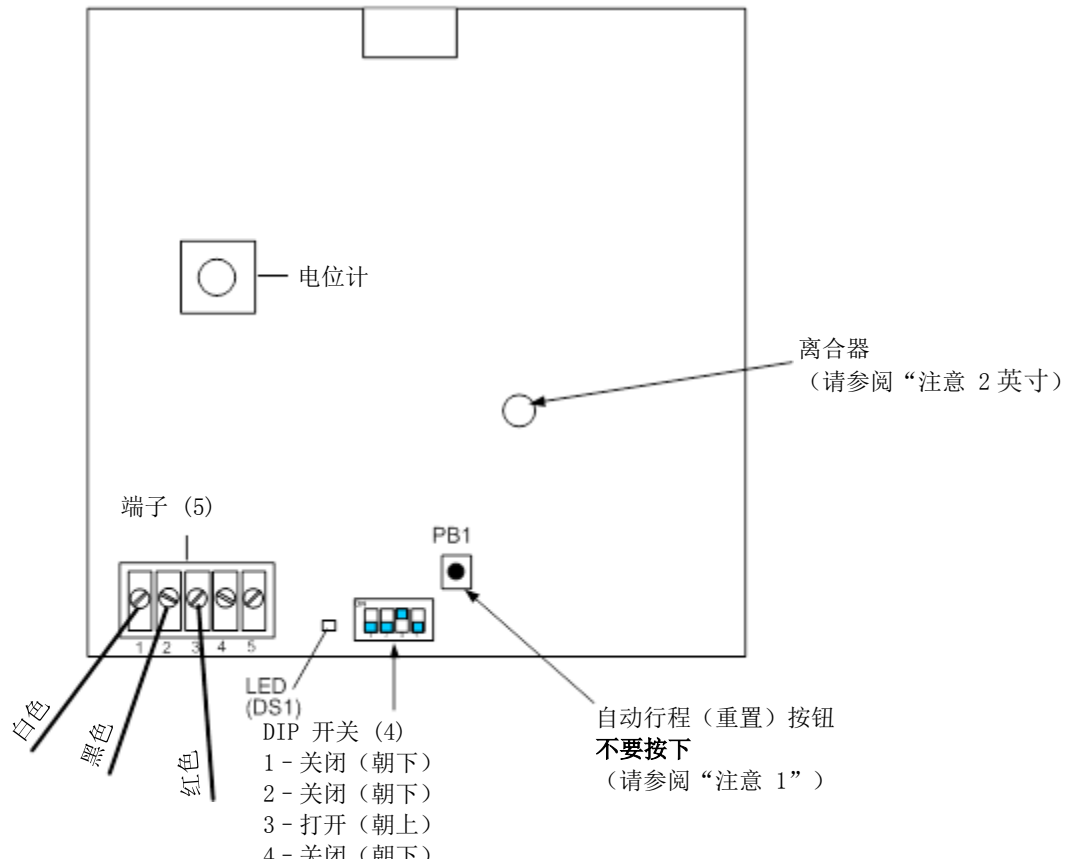 电位计
离合器
（请参阅“注意 2 英寸）
端子 (5)
PB1
1 2 3 4 5
LED
(DS1)
白色
黑色
红色
DIP 开关 (4)
1－关闭（朝下）
2－关闭（朝下）
3－打开（朝上）
4－关闭（朝下）
自动行程（重置）按钮
不要按下
（请参阅“注意 1”）